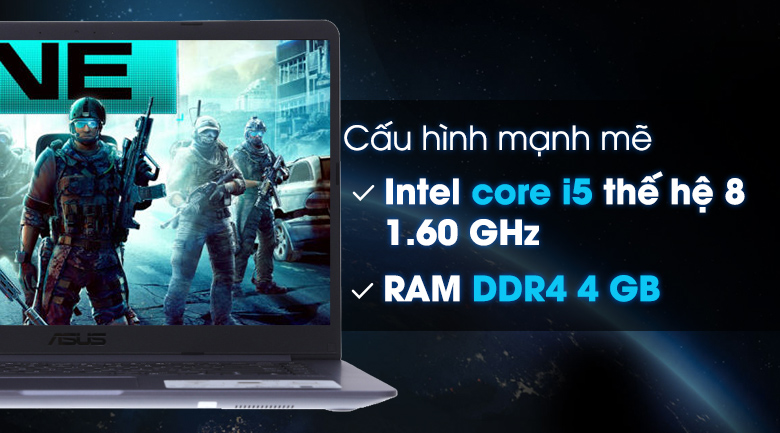 NE
Cấu hình mạnh mẽ
Intel core i5 thế hệ 8
1.60 GHz
RAM DDR4 4 GB
ASUS